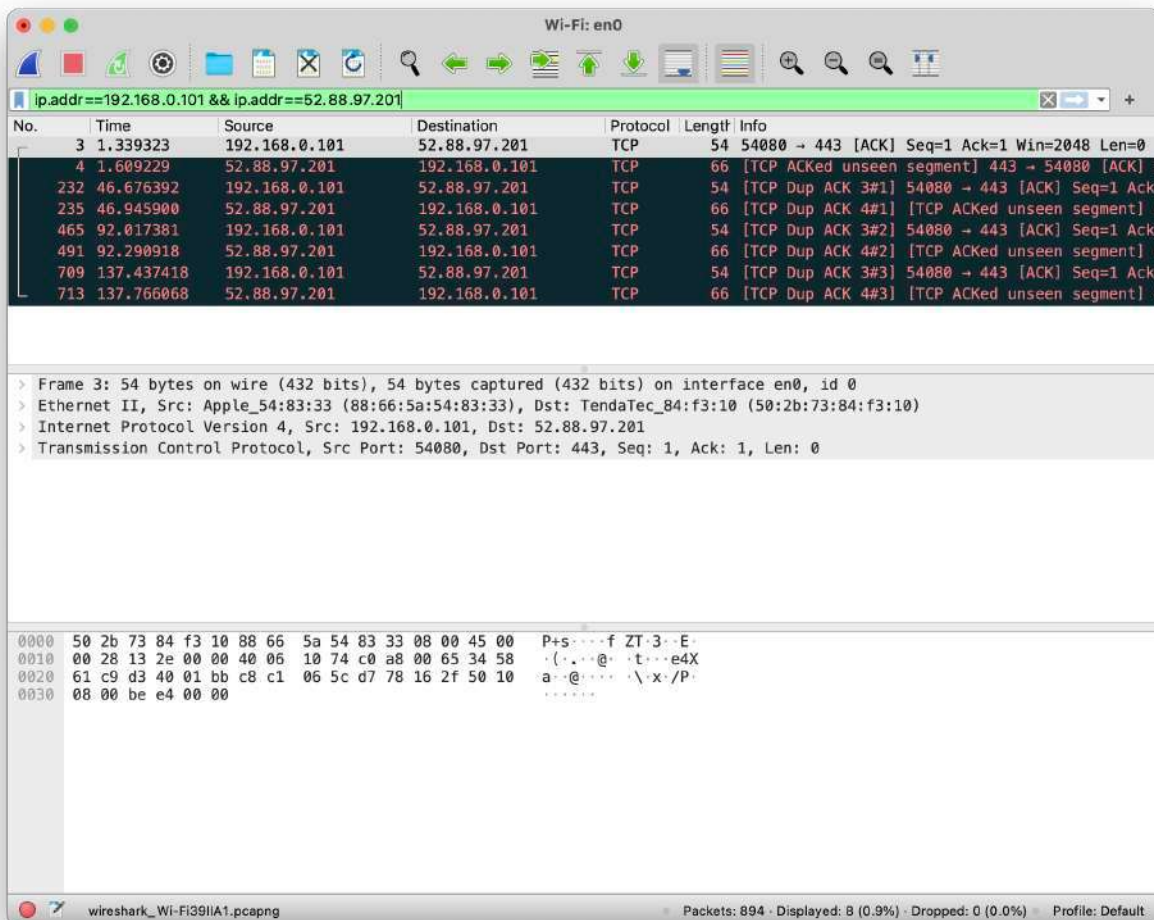 Wi-Fi: en0
ip.addr==192.168.0.101 && ip.addr==52.88.97.201
No. Time Source Destination Protocol Length Info
3 1.339323 192.168.0.101 52.88.97.201 TCP 54 54080 → 443 [ACK] Seq=1 Ack=1 Win=2048 Len=0
4 1.609229 52.88.97.201 192.168.0.101 TCP 66 [TCP ACKed unseen segment] 443 → 54080 [ACK]
232 46.676392 192.168.0.101 52.88.97.201 TCP 54 [TCP Dup ACK 3#1] 54080 → 443 [ACK] Seq=1 Ack
235 46.945900 52.88.97.201 192.168.0.101 TCP 66 [TCP Dup ACK 4#1] [TCP ACKed unseen segment]
465 92.017381 192.168.0.101 52.88.97.201 TCP 54 [TCP Dup ACK 3#2] 54080 → 443 [ACK] Seq=1 Ack
491 92.290918 52.88.97.201 192.168.0.101 TCP 66 [TCP Dup ACK 4#2] [TCP ACKed unseen segment]
709 137.437418 192.168.0.101 52.88.97.201 TCP 54 [TCP Dup ACK 3#3] 54080 → 443 [ACK] Seq=1 Ack
713 137.766068 52.88.97.201 192.168.0.101 TCP 66 [TCP Dup ACK 4#3] [TCP ACKed unseen segment]
Frame 3: 54 bytes on wire (432 bits), 54 bytes captured (432 bits) on interface en0, id 0
Ethernet II, Src: Apple_54:83:33 (88:66:5a:54:83:33), Dst: TendaTec_84:f3:10 (50:2b:73:84:f3:10)
Internet Protocol Version 4, Src: 192.168.0.101, Dst: 52.88.97.201
Transmission Control Protocol, Src Port: 54080, Dst Port: 443, Seq: 1, Ack: 1, Len: 0
0000 50 2b 73 84 f3 10 88 66 5a 54 83 33 08 00 45 00 P+s····f ZT·3··E·
0010 00 28 13 2e 00 00 40 06 10 74 c0 a8 00 65 34 58 ·(·.··@· ·t···e4X
0020 61 c9 d3 40 01 bb c8 c1 06 5c d7 78 16 2f 50 10 a··@···· ·\·x·/P·
0030 08 00 be e4 00 00 ······
wireshark_Wi-Fi39IIA1.pcapng Packets: 894 · Displayed: 8 (0.9%) · Dropped: 0 (0.0%) Profile: Default